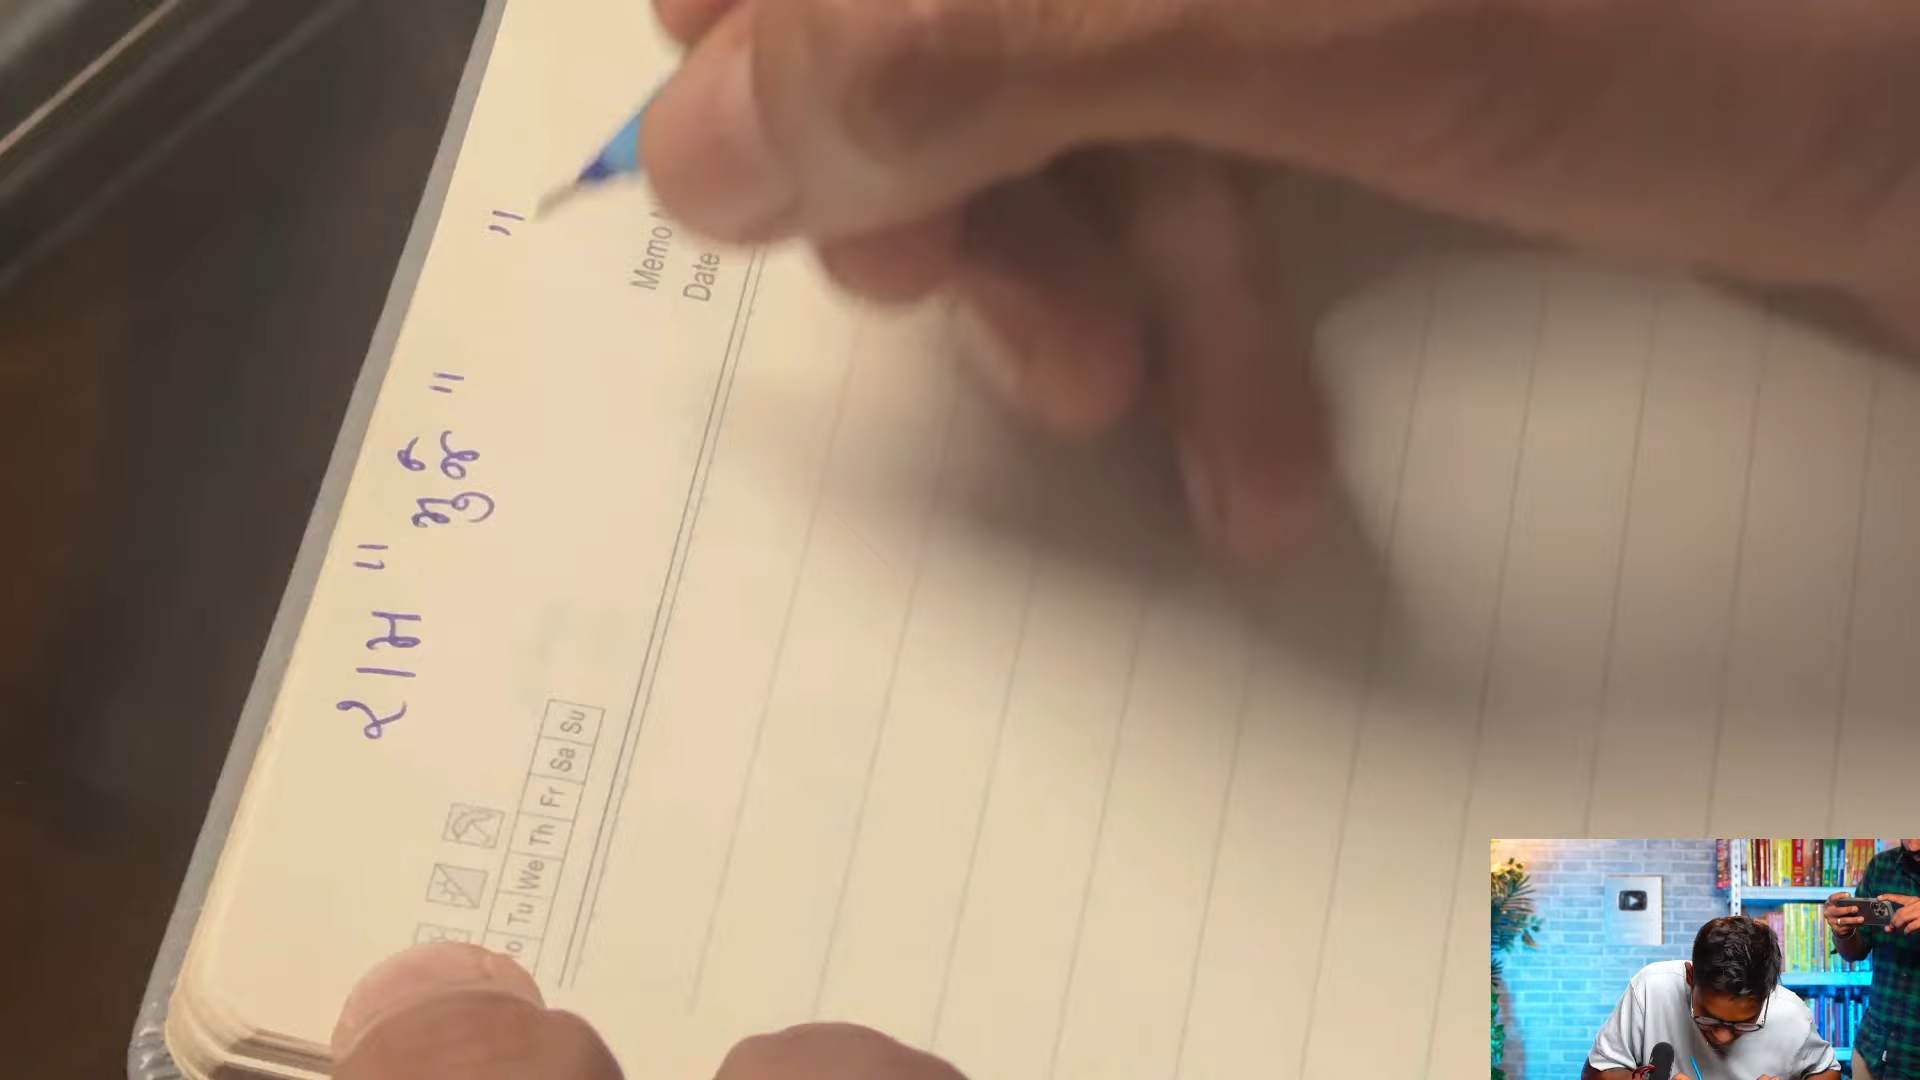 રામ " " "
Memo
Date
Tu We Th Fr Sa Su